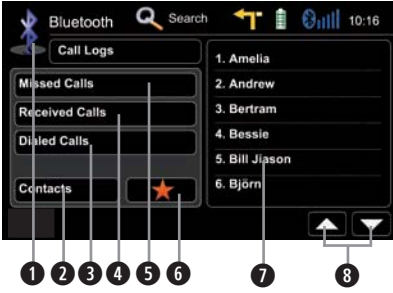 Bluetooth Search 10:16
Call Logs
Missed Calls
Received Calls
Dialed Calls
Contacts
1. Amelia
2. Andrew
3. Bertram
4. Bessie
5. Bill Jiason
6. Björn
1 2 3 4 5 6 7 8